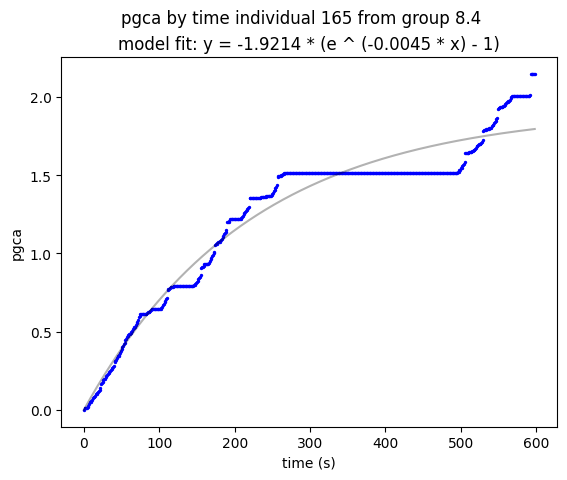 pgca by time individual 165 from group 8.4
model fit: y = -1.9214 * (e ^ (-0.0045 * x) - 1)
2.0
1.5
1.0
0.5
0.0
pgca
0 100 200 300 400 500 600
time (s)